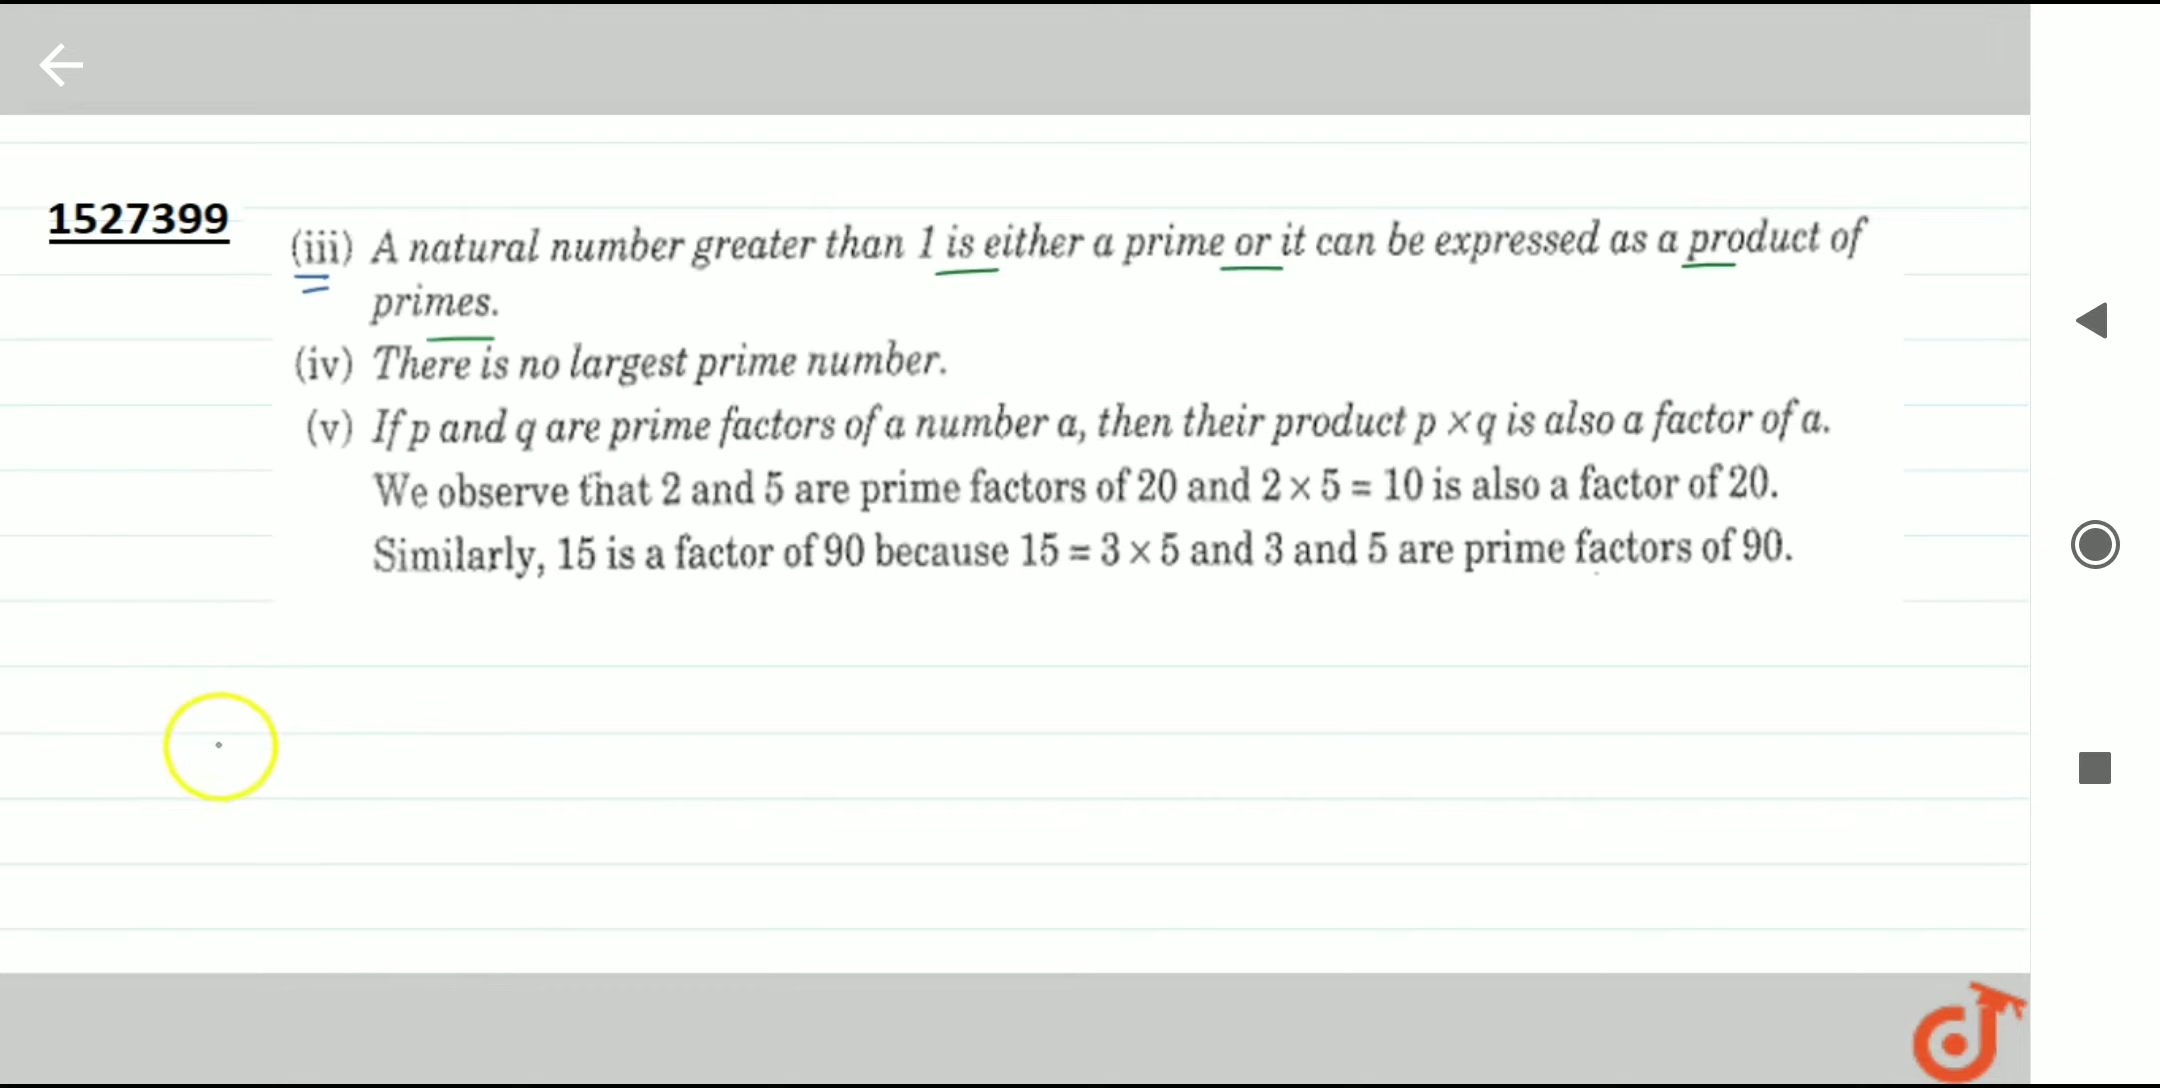 1527399
(iii) A natural number greater than 1 is either a prime or it can be expressed as a product of
primes.
(iv) There is no largest prime number.
(v) If p and q are prime factors of a number a, then their product p × q is also a factor of a.
We observe that 2 and 5 are prime factors of 20 and 2 × 5 = 10 is also a factor of 20.
Similarly, 15 is a factor of 90 because 15 = 3 × 5 and 3 and 5 are prime factors of 90.